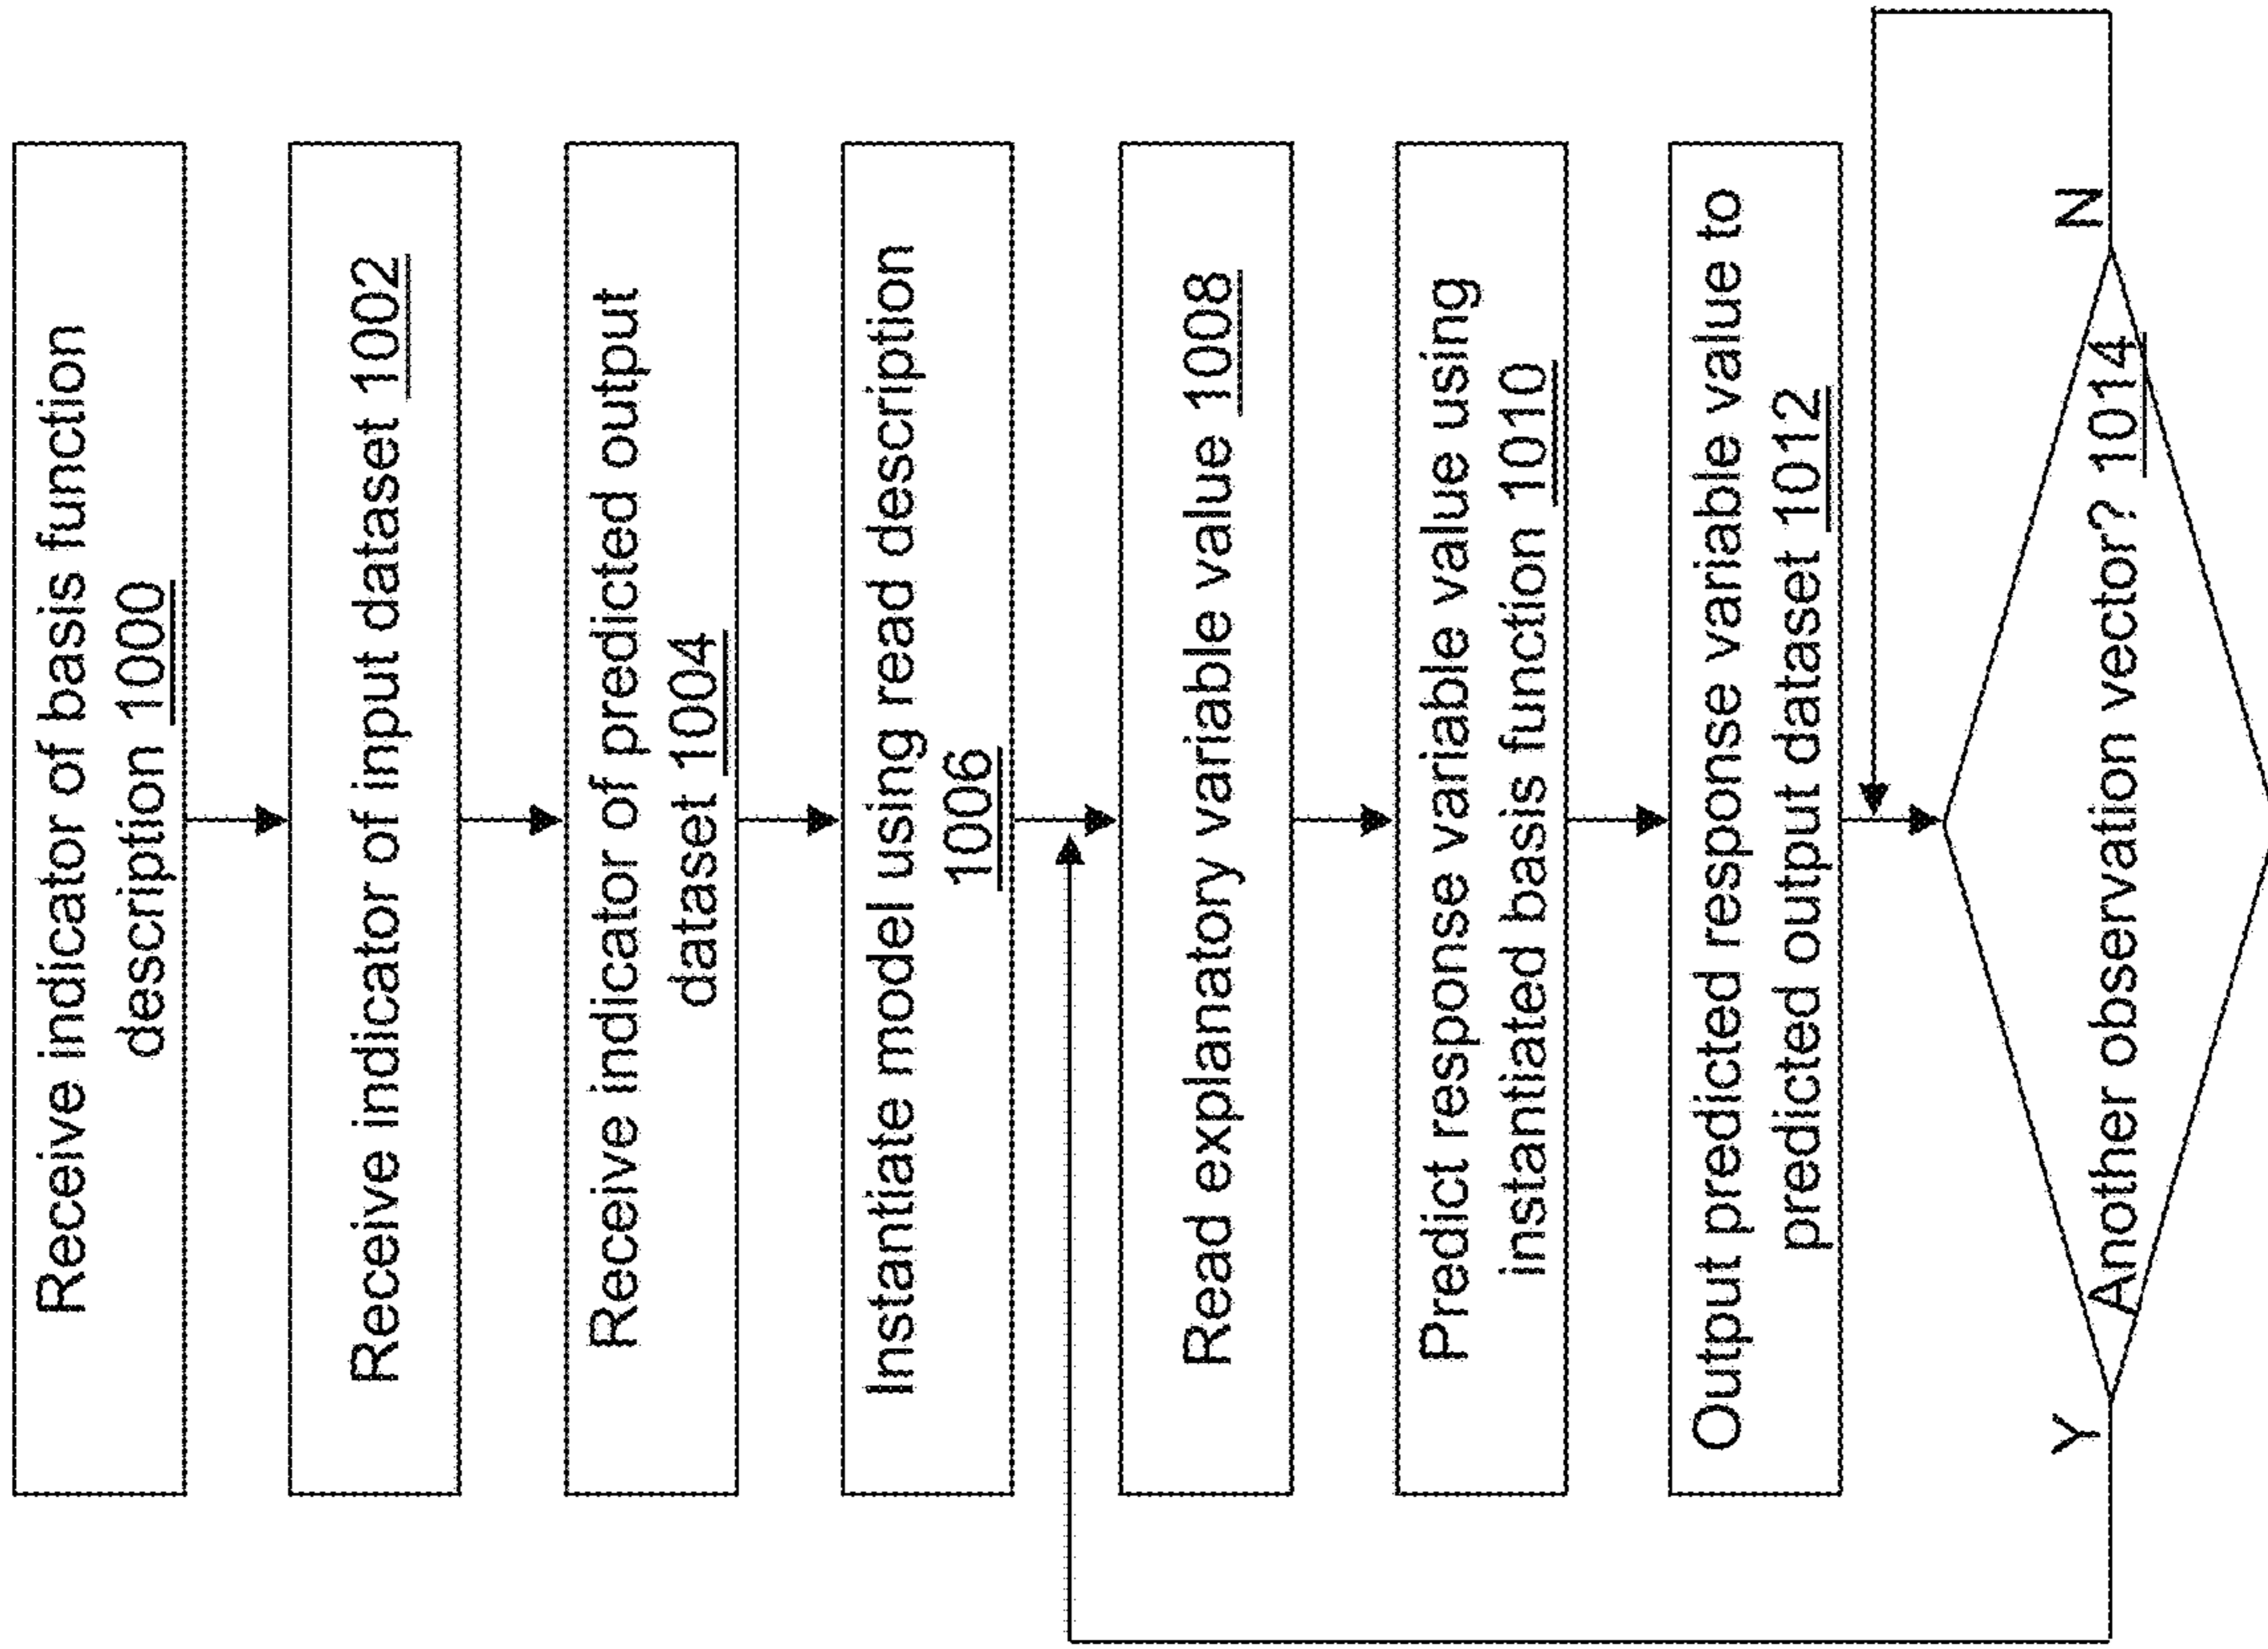 Receive indicator of basis function
description 1000
Receive indicator of input dataset 1002
Receive indicator of predicted output
dataset 1004
Instantiate model using read description
1006
Read explanatory variable value 1008
Predict response variable value using
instantiated basis function 1010
Output predicted response variable value to
predicted output dataset 1012
Y
Another observation vector? 1014
N